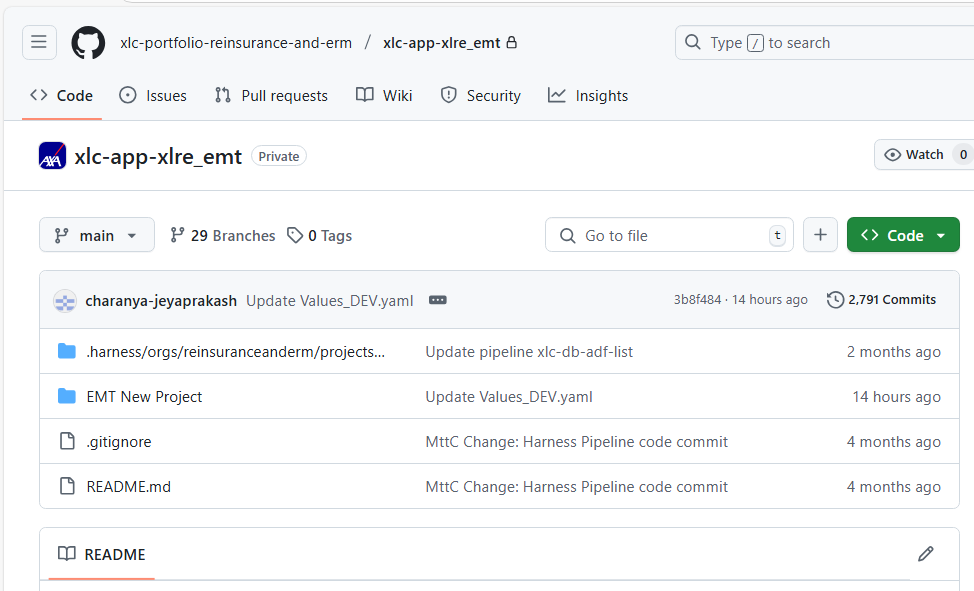 xlc-portfolio-reinsurance-and-erm / xlc-app-xlre_emt
Type / to search
Code Issues Pull requests Wiki Security Insights
AXA xlc-app-xlre_emt Private
Watch 0
main 29 Branches 0 Tags
Go to file t
+ Code
charanya-jeyaprakash Update Values_DEV.yaml 3b8f484 · 14 hours ago 2,791 Commits
.harness/orgs/reinsuranceanderm/projects... Update pipeline xlc-db-adf-list 2 months ago
EMT New Project Update Values_DEV.yaml 14 hours ago
.gitignore MttC Change: Harness Pipeline code commit 4 months ago
README.md MttC Change: Harness Pipeline code commit 4 months ago
README